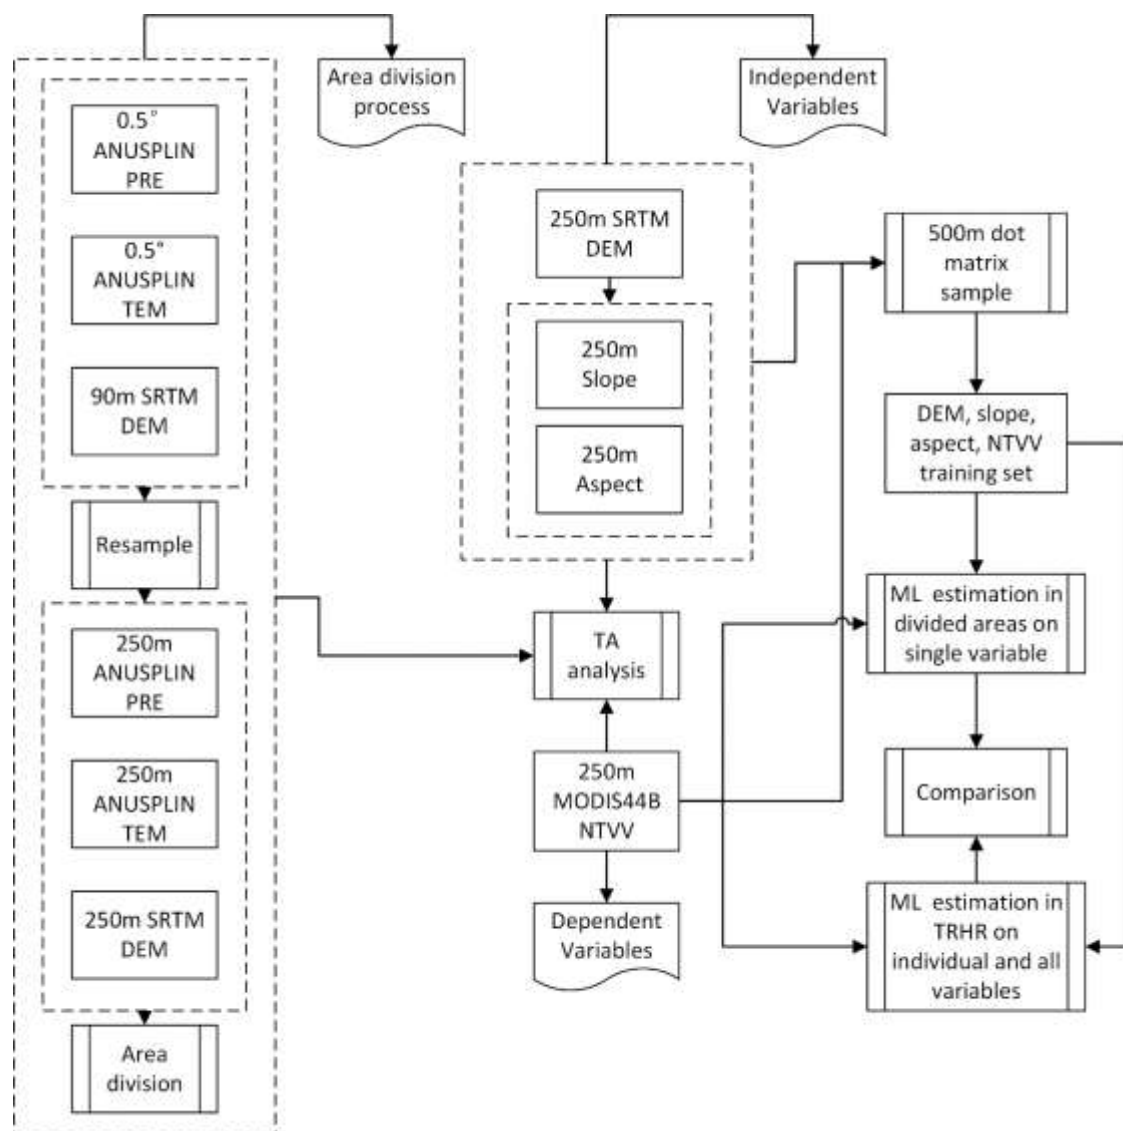 Area division
process
0.5°
ANUSPLIN
PRE
0.5°
ANUSPLIN
TEM
90m SRTM
DEM
Resample
250m
ANUSPLIN
PRE
250m
ANUSPLIN
TEM
250m SRTM
DEM
Area
division
Independent
Variables
250m SRTM
DEM
250m
Slope
250m
Aspect
TA
analysis
250m
MODIS44B
NTVV
Dependent
Variables
500m dot
matrix
sample
DEM, slope,
aspect, NTVV
training set
ML estimation in
divided areas on
single variable
Comparison
ML estimation in
TRHR on
individual and all
variables